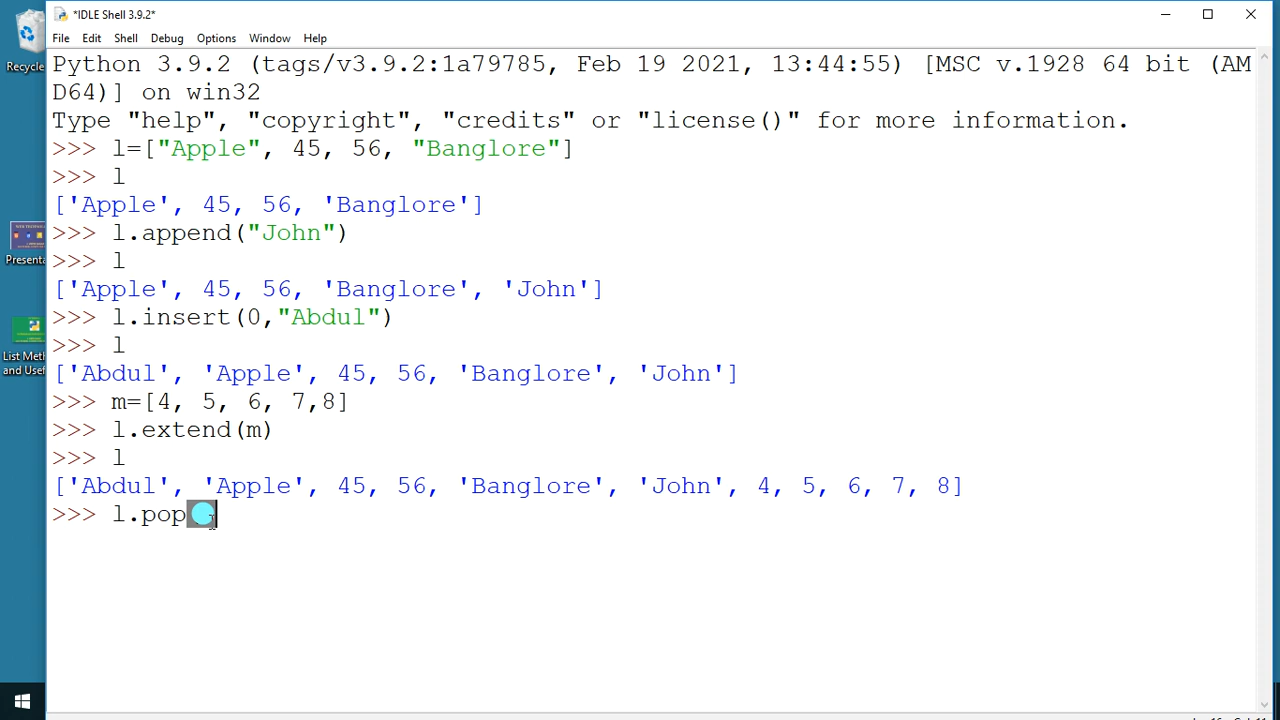 *IDLE Shell 3.9.2*
File Edit Shell Debug Options Window Help
Recycle
Python 3.9.2 (tags/v3.9.2:1a79785, Feb 19 2021, 13:44:55) [MSC v.1928 64 bit (AM
D64)] on win32
Type "help", "copyright", "credits" or "license()" for more information.
>>> l=["Apple", 45, 56, "Banglore"]
>>> l
['Apple', 45, 56, 'Banglore']
>>> l.append("John")
>>> l
Presenta
['Apple', 45, 56, 'Banglore', 'John']
>>> l.insert(0,"Abdul")
>>> l
List Meth
and Usef
['Abdul', 'Apple', 45, 56, 'Banglore', 'John']
>>> m=[4, 5, 6, 7,8]
>>> l.extend(m)
>>> l
['Abdul', 'Apple', 45, 56, 'Banglore', 'John', 4, 5, 6, 7, 8]
>>> l.pop